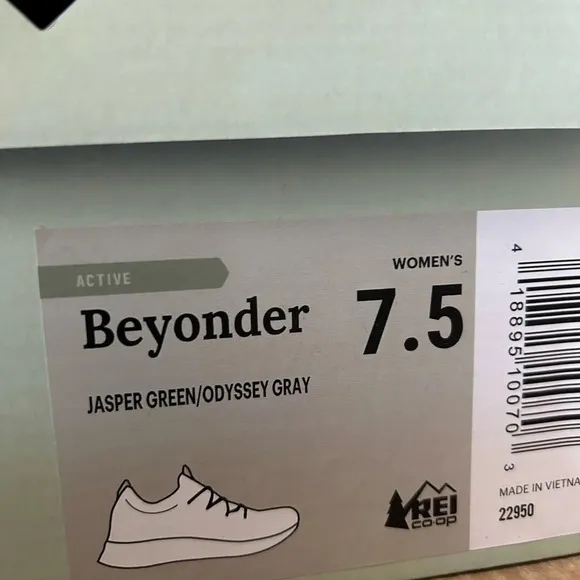 ACTIVE
Beyonder
JASPER GREEN/ODYSSEY GRAY
WOMEN'S
7.5
REI
CO·OP
4 18895 10070 3
MADE IN VIETNA
22950